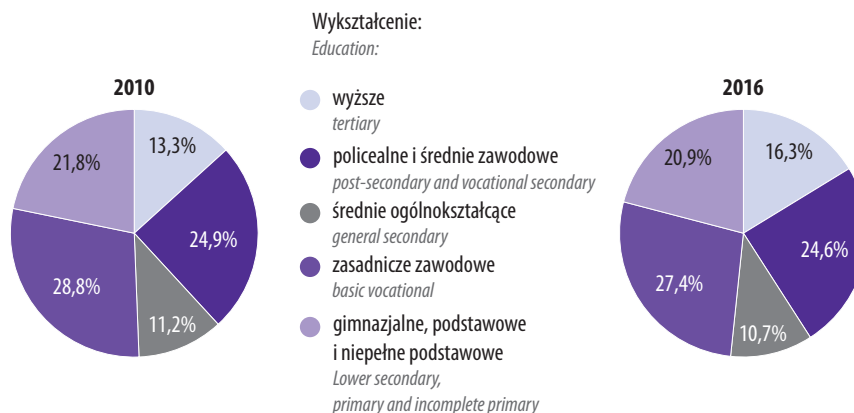 Wykształcenie:
Education:
2010
13,3%
24,9%
11,2%
28,8%
21,8%
wyższe
tertiary
policealne i średnie zawodowe
post-secondary and vocational secondary
średnie ogólnokształcące
general secondary
zasadnicze zawodowe
basic vocational
gimnazjalne, podstawowe
i niepełne podstawowe
Lower secondary,
primary and incomplete primary
2016
16,3%
24,6%
10,7%
27,4%
20,9%